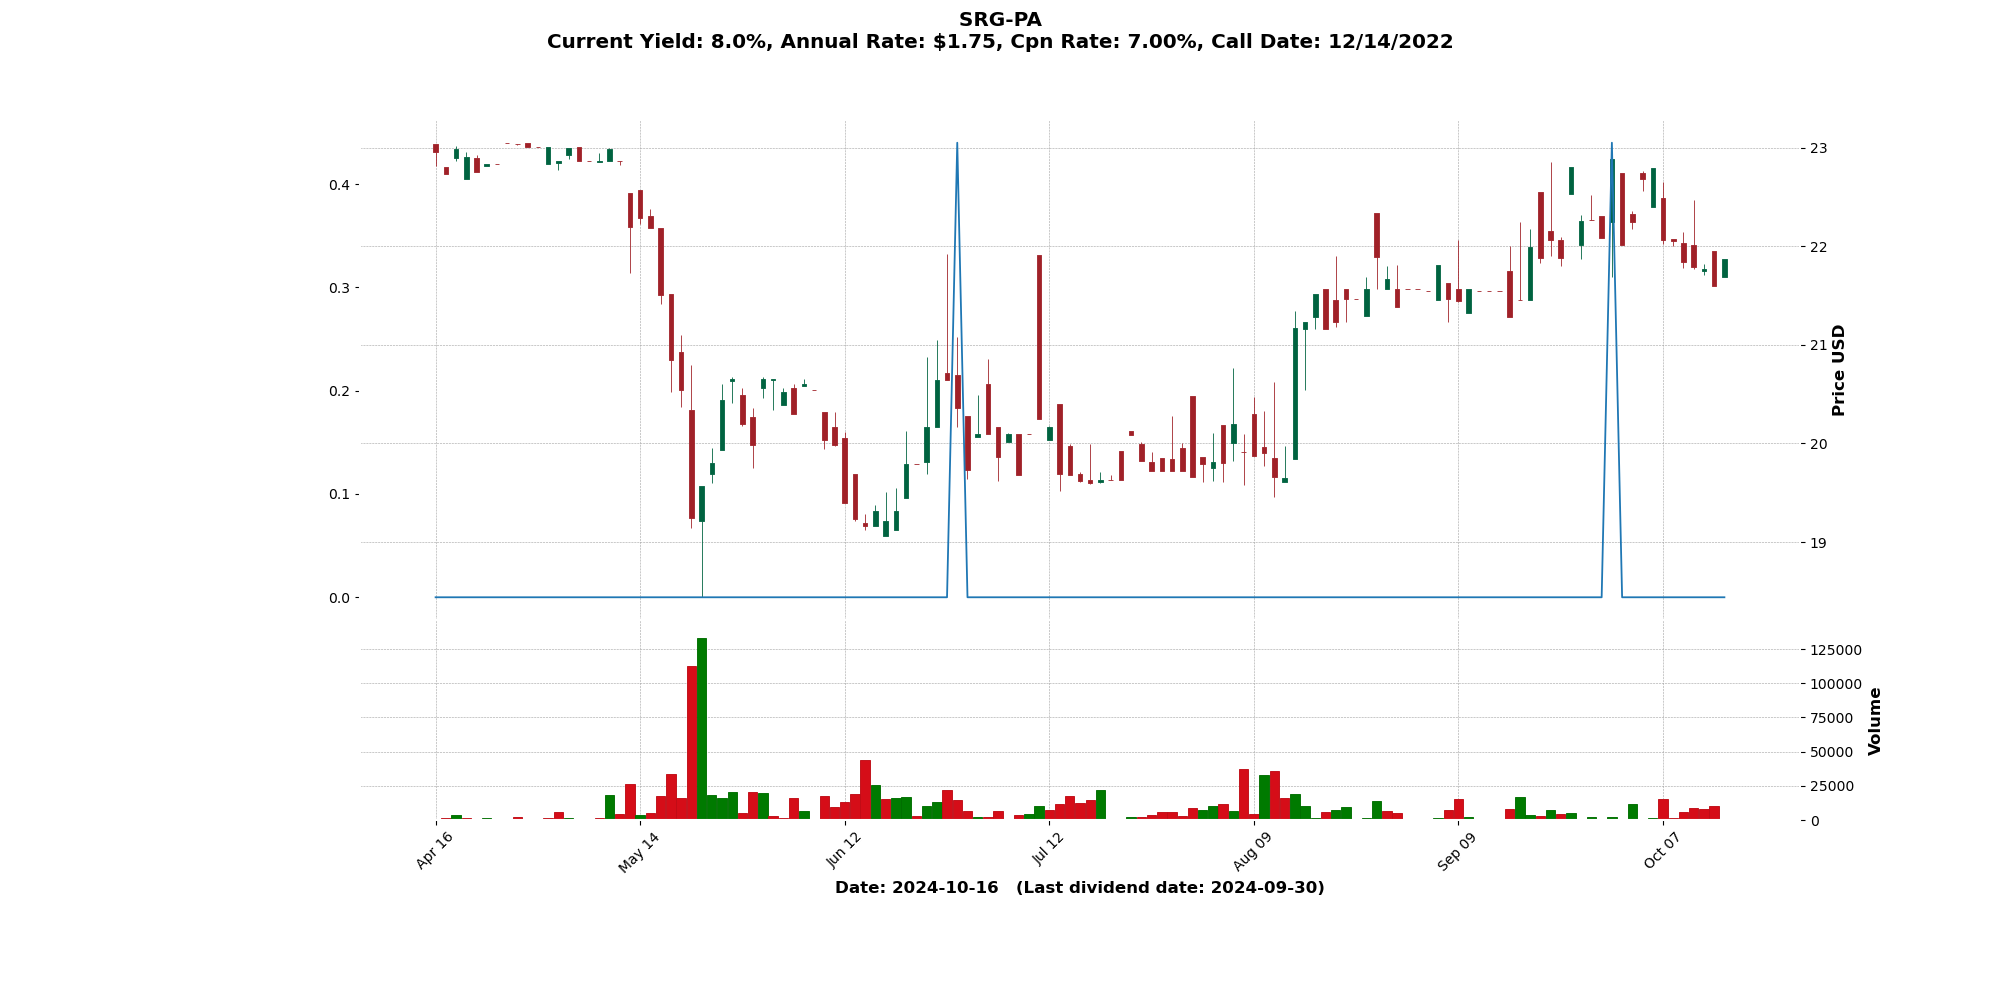 SRG-PA
Current Yield: 8.0%, Annual Rate: $1.75, Cpn Rate: 7.00%, Call Date: 12/14/2022
0.4
0.3
0.2
0.1
0.0
23
22
21
20
19
Price USD
125000
100000
75000
50000
25000
0
Volume
Apr 16
May 14
Jun 12
Jul 12
Aug 09
Sep 09
Oct 07
Date: 2024-10-16 (Last dividend date: 2024-09-30)